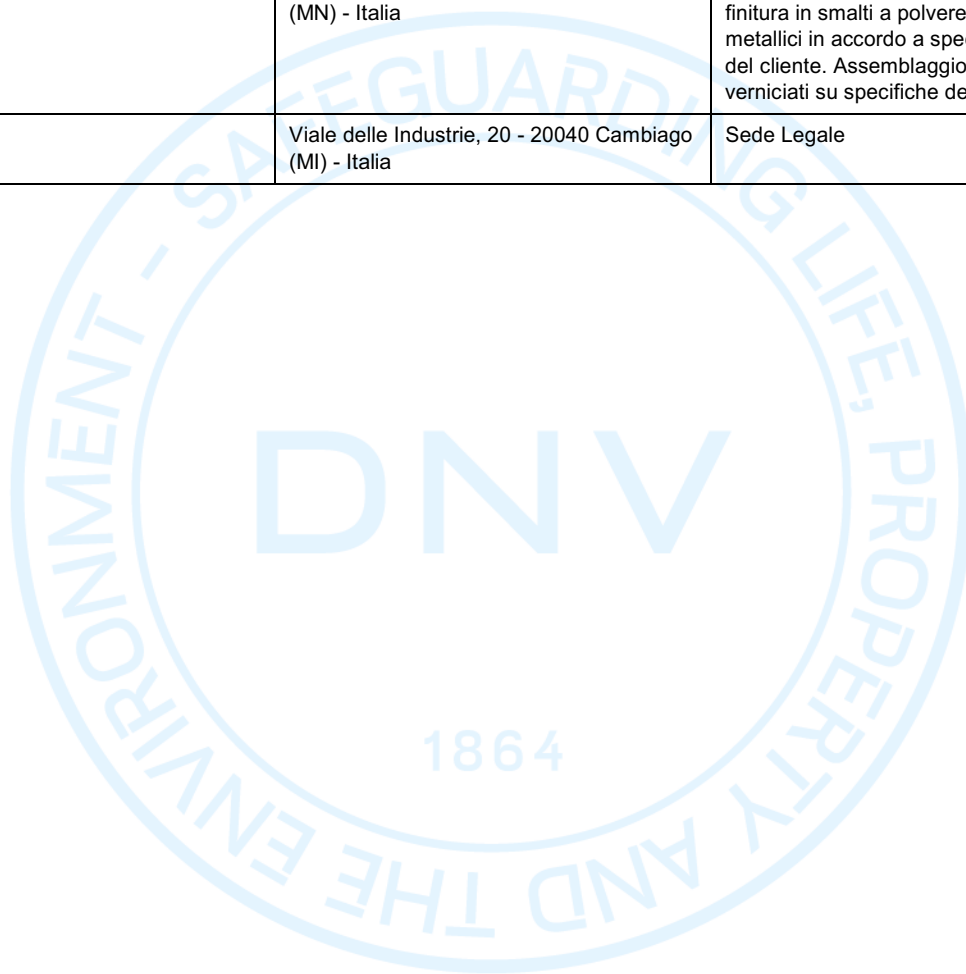 (MN) - Italia
finitura in smalti a polvere
metallici in accordo a spe
del cliente. Assemblaggio
verniciati su specifiche de
Viale delle Industrie, 20 - 20040 Cambiago
(MI) - Italia
Sede Legale
SAFEGUARDING LIFE, PROPERTY AND THE ENVIRONMENT -
DNV
1864